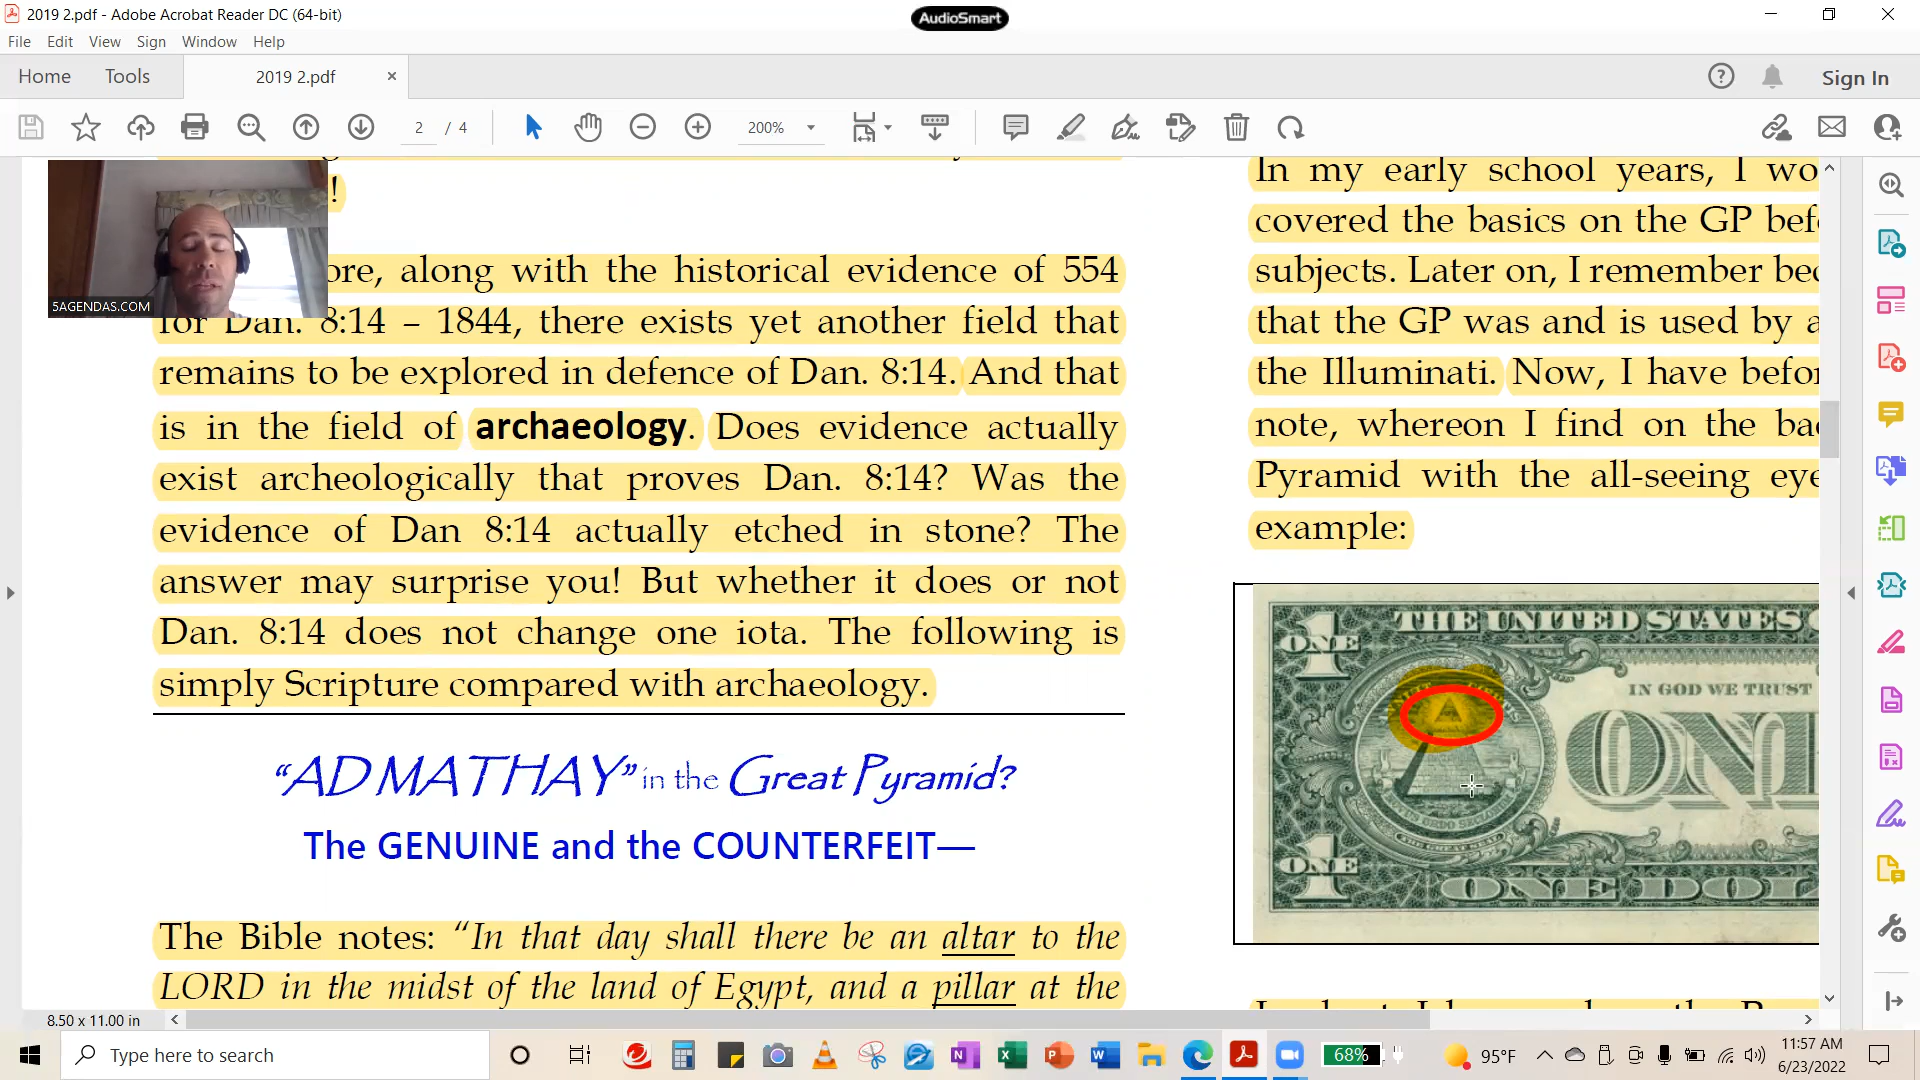 2019 2.pdf - Adobe Acrobat Reader DC (64-bit)
AudioSmart
File Edit View Sign Window Help
Home Tools 2019 2.pdf × Sign In
2 / 4 200%
!
5AGENDAS.COM
ore, along with the historical evidence of 554
for Dan. 8:14 – 1844, there exists yet another field that
remains to be explored in defence of Dan. 8:14. And that
is in the field of archaeology. Does evidence actually
exist archeologically that proves Dan. 8:14? Was the
evidence of Dan 8:14 actually etched in stone? The
answer may surprise you! But whether it does or not
Dan. 8:14 does not change one iota. The following is
simply Scripture compared with archaeology.
“AD MATHAY” in the Great Pyramid?
The GENUINE and the COUNTERFEIT—
The Bible notes: “In that day shall there be an altar to the
LORD in the midst of the land of Egypt, and a pillar at the
In my early school years, I wo
covered the basics on the GP bef
subjects. Later on, I remember bec
that the GP was and is used by a
the Illuminati. Now, I have befor
note, whereon I find on the bac
Pyramid with the all-seeing eye
example:
THE UNITED STATES
ONE
1
IN GOD WE TRUST
ON
1
ONE
ONE DOL
8.50 x 11.00 in
Type here to search
68%
95°F
11:57 AM
6/23/2022